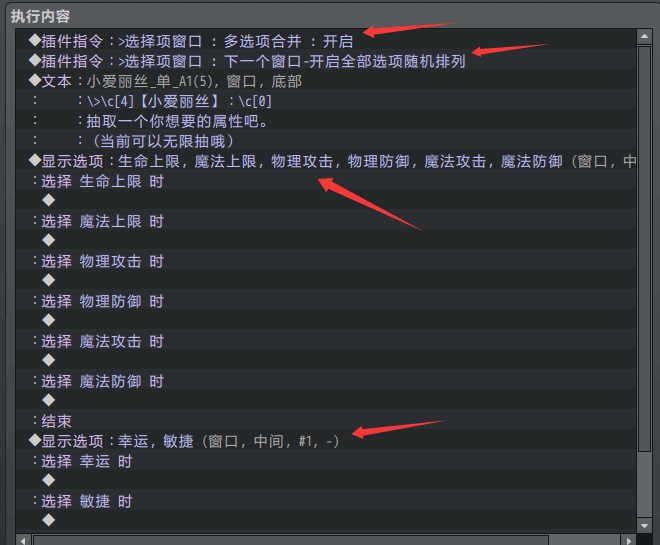 执行内容
◆插件指令:>选择项窗口 : 多选项合并 : 开启
◆插件指令:>选择项窗口 : 下一个窗口-开启全部选项随机排列
◆文本:小爱丽丝_单_A1(5), 窗口, 底部
:    :\>\c[4]【小爱丽丝】:\c[0]
:    :抽取一个你想要的属性吧。
:    :(当前可以无限抽哦)
◆显示选项:生命上限, 魔法上限, 物理攻击, 物理防御, 魔法攻击, 魔法防御 (窗口, 中
:选择 生命上限 时
◆
:选择 魔法上限 时
◆
:选择 物理攻击 时
◆
:选择 物理防御 时
◆
:选择 魔法攻击 时
◆
:选择 魔法防御 时
◆
:结束
◆显示选项:幸运, 敏捷 (窗口, 中间, #1, -)
:选择 幸运 时
◆
:选择 敏捷 时
◆